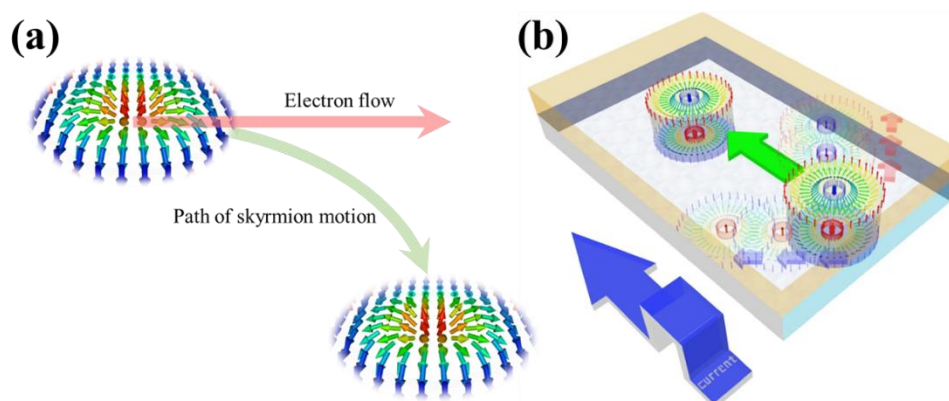 (a)
(b)
Electron flow
Path of skyrmion motion
current